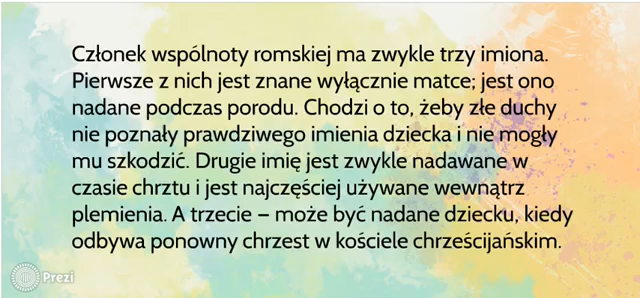 Członek wspólnoty romskiej ma zwykle trzy imiona.
Pierwsze z nich jest znane wyłącznie matce; jest ono
nadane podczas porodu. Chodzi o to, żeby złe duchy
nie poznały prawdziwego imienia dziecka i nie mogły
mu szkodzić. Drugie imię jest zwykle nadawane w
czasie chrztu i jest najczęściej używane wewnątrz
plemienia. A trzecie – może być nadane dziecku, kiedy
odbywa ponowny chrzest w kościele chrześcijańskim.
Prezi